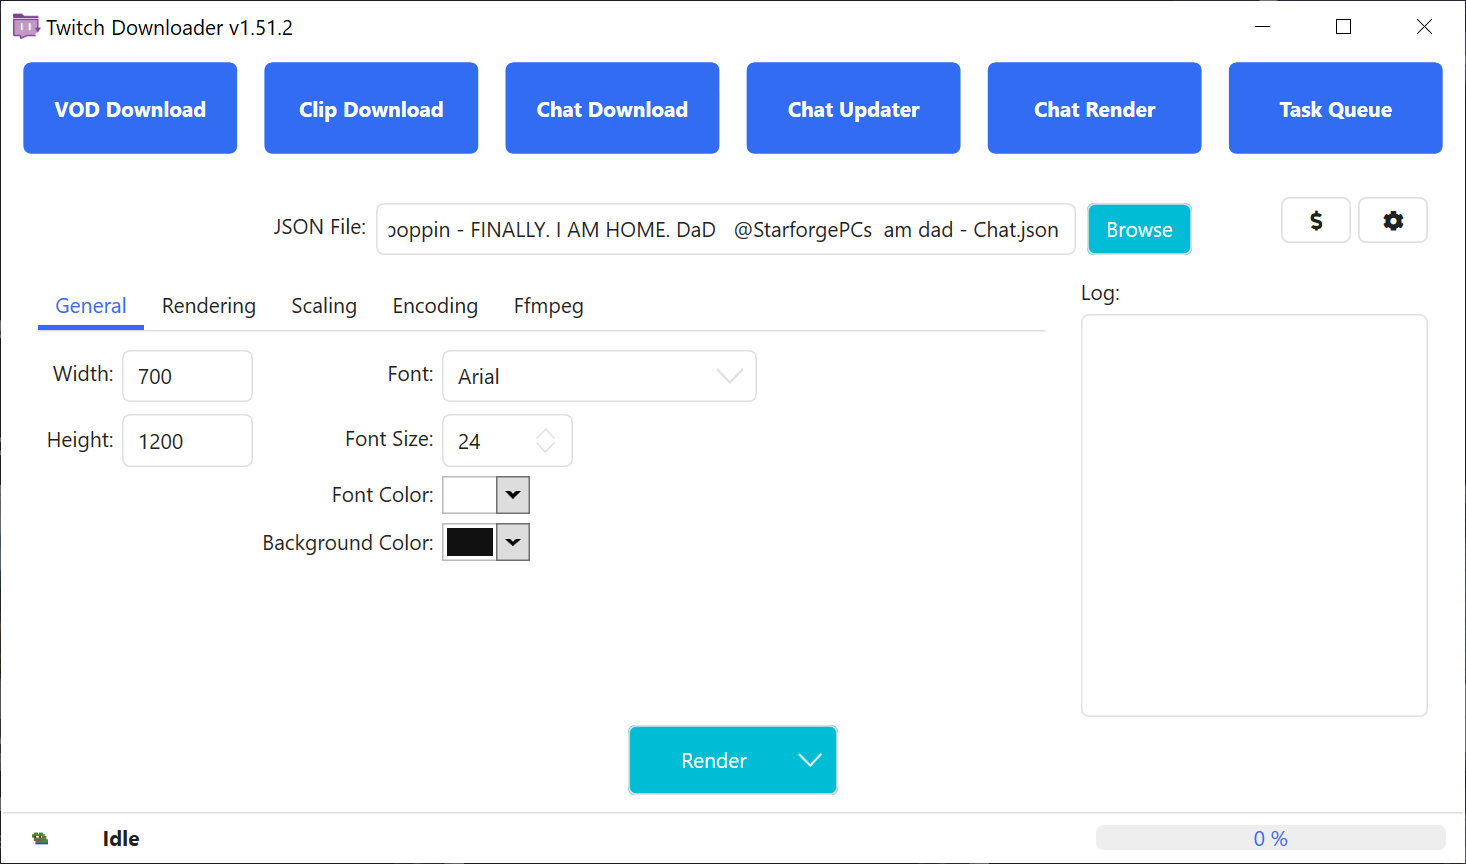 Twitch Downloader v1.51.2
VOD Download
Clip Download
Chat Download
Chat Updater
Chat Render
Task Queue
JSON File:
poppin - FINALLY. I AM HOME. DaD @StarforgePCs am dad - Chat.json
Browse
$
General
Rendering
Scaling
Encoding
Ffmpeg
Log:
Width:
700
Font:
Arial
Height:
1200
Font Size:
24
Font Color:
Background Color:
Render
Idle
0 %